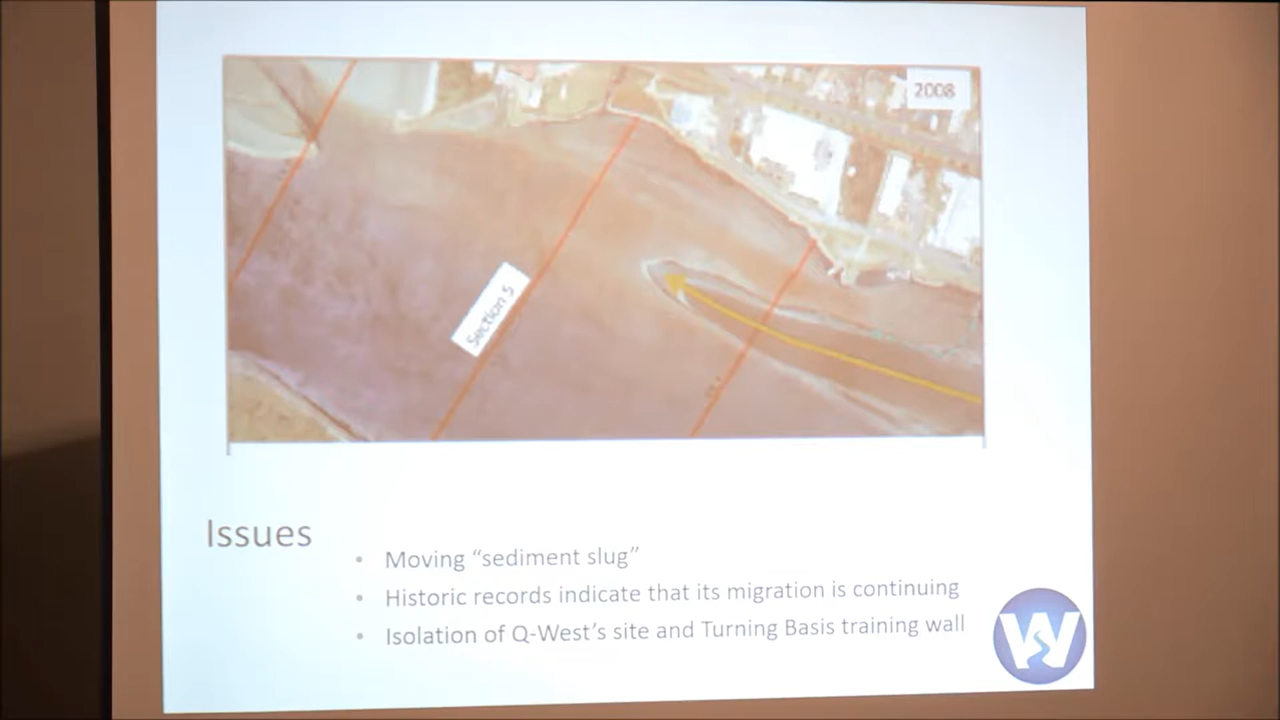 2008
Section 5
Issues
• Moving “sediment slug”
• Historic records indicate that its migration is continuing
• Isolation of Q-West’s site and Turning Basis training wall
W